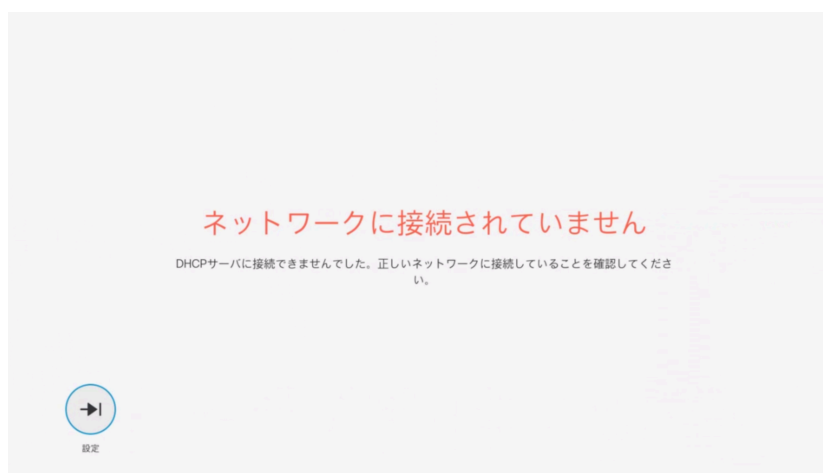 ネットワークに接続されていません
DHCPサーバに接続できませんでした。正しいネットワークに接続していることを確認してくださ
い。
設定